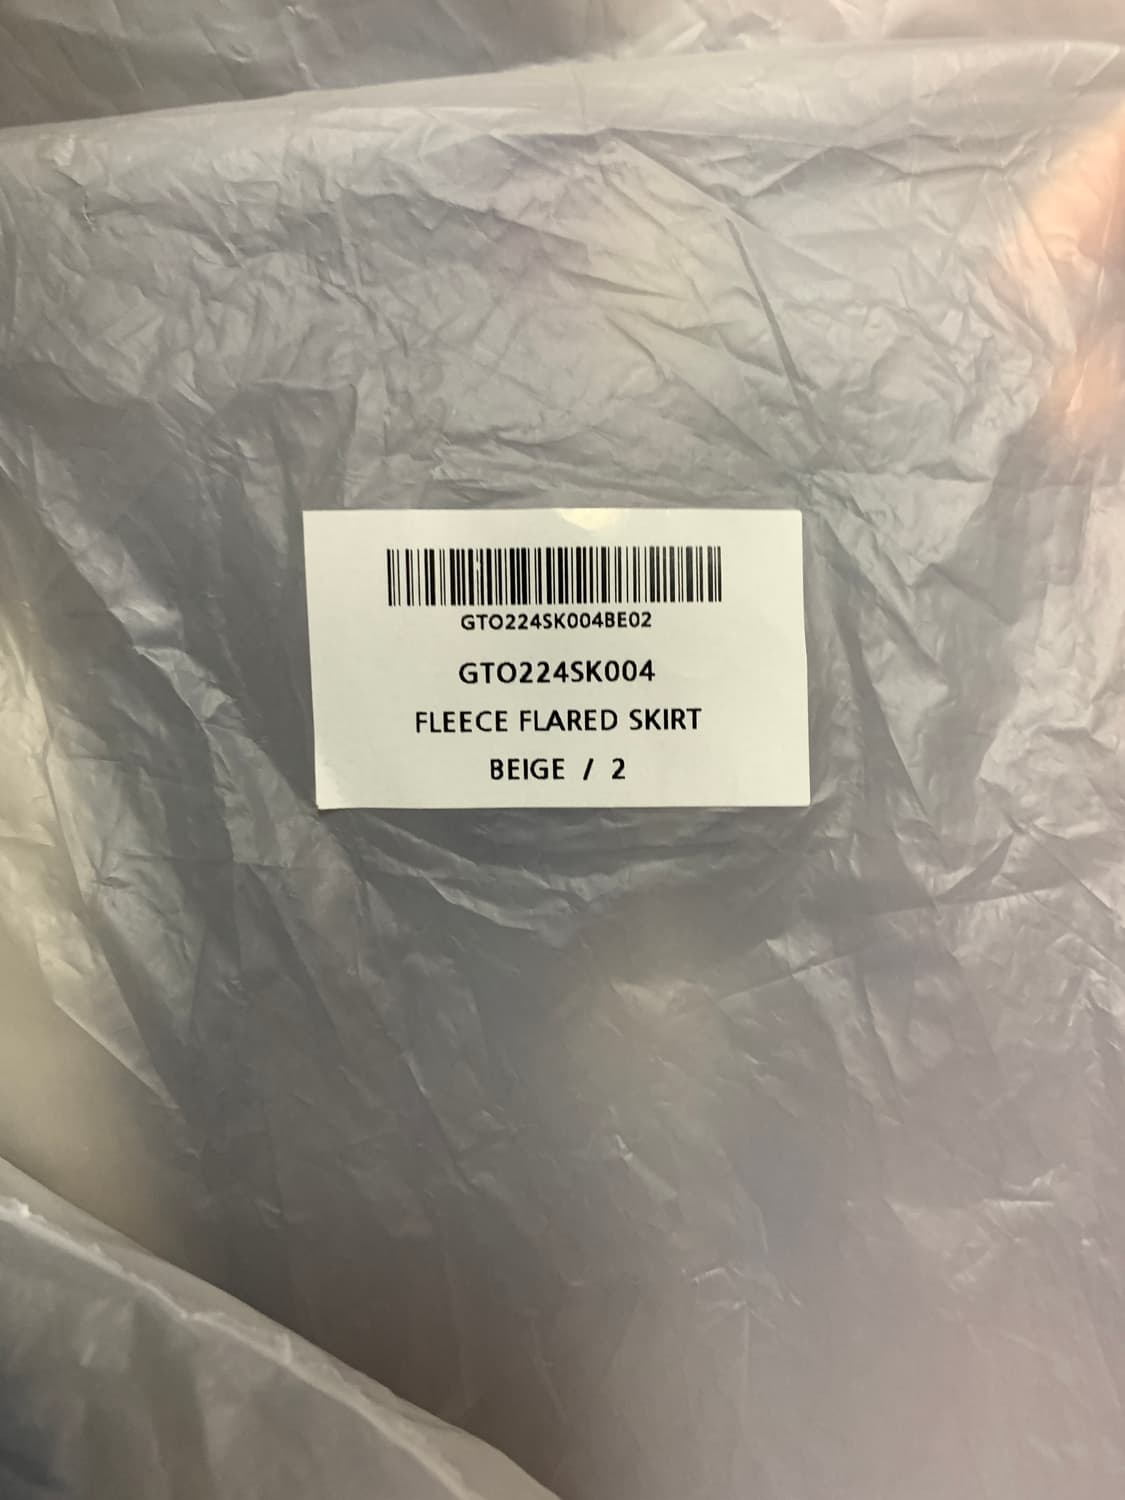 GTO224SK004BE02
GTO224SK004
FLEECE FLARED SKIRT
BEIGE / 2